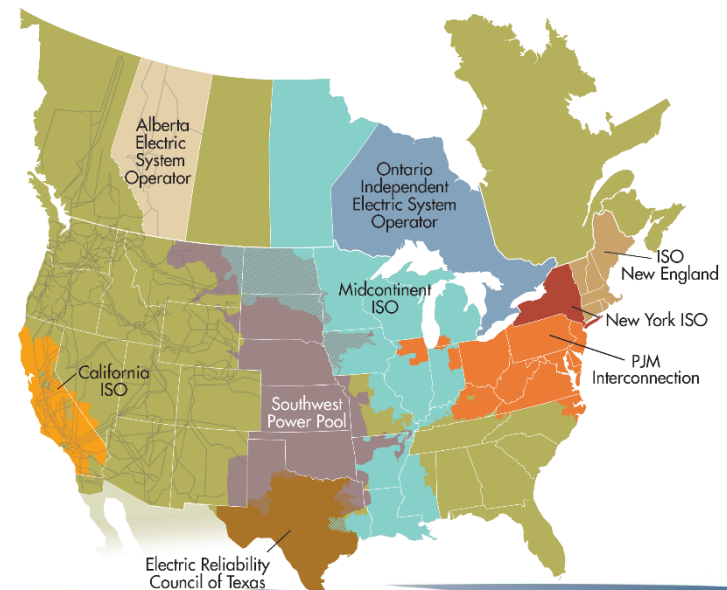 Alberta
Electric
System
Operator
Ontario
Independent
Electric System
Operator
ISO
New England
Midcontinent
ISO
New York ISO
PJM
Interconnection
California
ISO
Southwest
Power Pool
Electric Reliability
Council of Texas